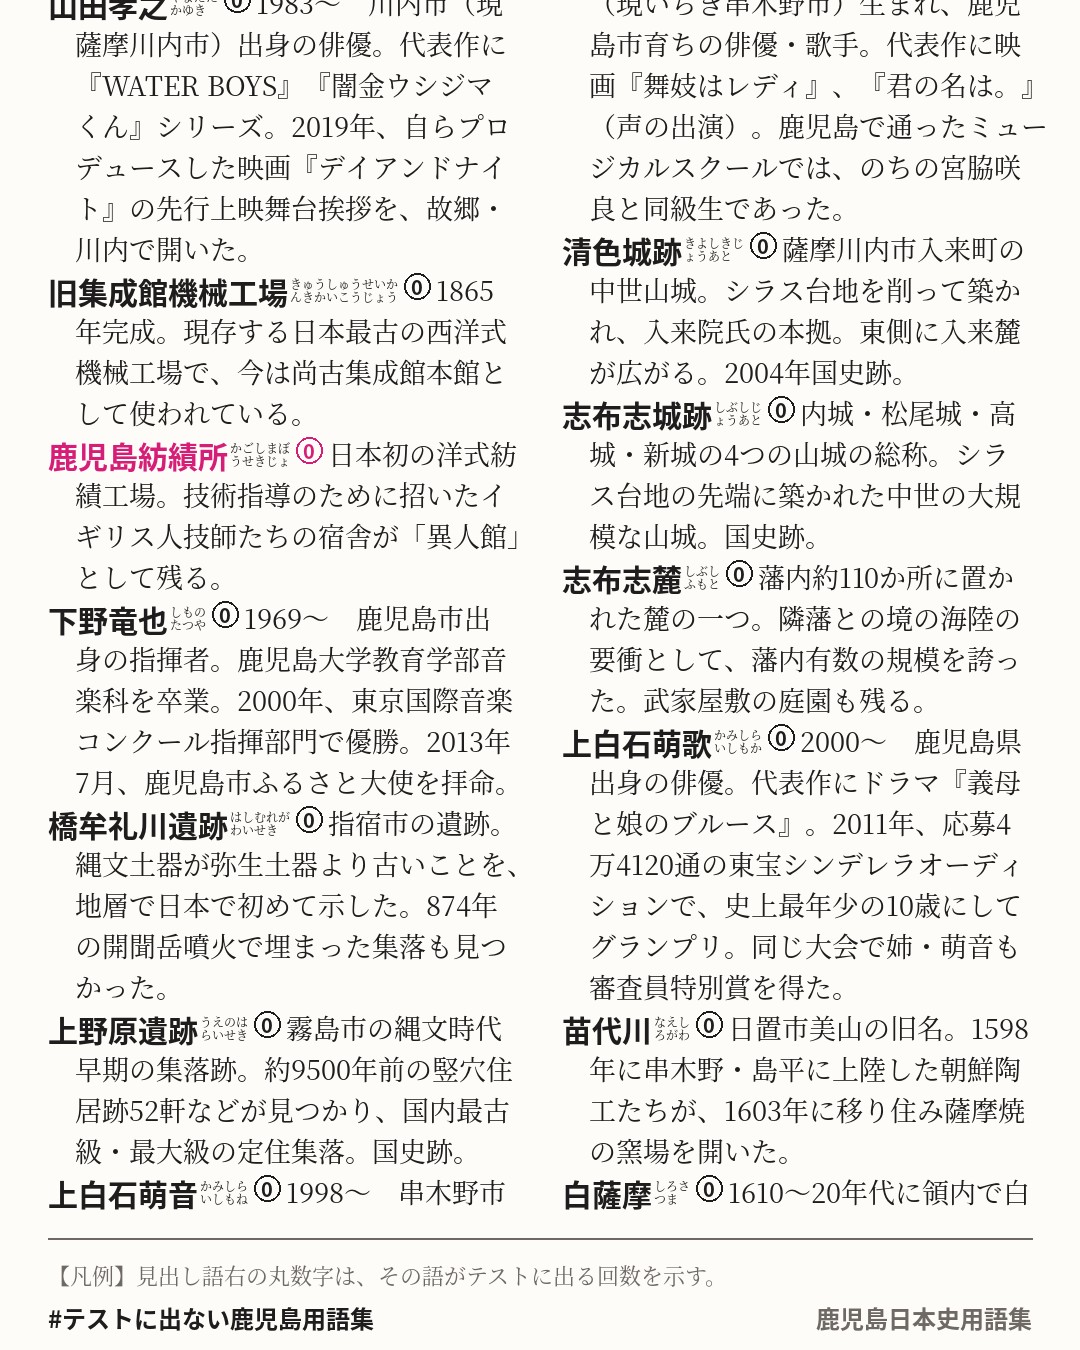 山田孝之 ⓪ 1983〜　川内市（現
薩摩川内市）出身の俳優。代表作に
『WATER BOYS』『闇金ウシジマ
くん』シリーズ。2019年、自らプロ
デュースした映画『デイアンドナイ
ト』の先行上映舞台挨拶を、故郷・
川内で開いた。
旧集成館機械工場 きゅうしゅうせいかんきかいこうじょう ⓪ 1865
年完成。現存する日本最古の西洋式
機械工場で、今は尚古集成館本館と
して使われている。
鹿児島紡績所 かごしまぼうせきじょ ⓪ 日本初の洋式紡
績工場。技術指導のために招いたイ
ギリス人技師たちの宿舎が「異人館」
として残る。
下野竜也 しものたつや ⓪ 1969〜　鹿児島市出
身の指揮者。鹿児島大学教育学部音
楽科を卒業。2000年、東京国際音楽
コンクール指揮部門で優勝。2013年
7月、鹿児島市ふるさと大使を拝命。
橋牟礼川遺跡 はしむれがわいせき ⓪ 指宿市の遺跡。
縄文土器が弥生土器より古いことを、
地層で日本で初めて示した。874年
の開聞岳噴火で埋まった集落も見つ
かった。
上野原遺跡 うえのはらいせき ⓪ 霧島市の縄文時代
早期の集落跡。約9500年前の竪穴住
居跡52軒などが見つかり、国内最古
級・最大級の定住集落。国史跡。
上白石萌音 かみしらいしもね ⓪ 1998〜　串木野市
（現いちき串木野市）生まれ、鹿児
島市育ちの俳優・歌手。代表作に映
画『舞妓はレディ』、『君の名は。』
（声の出演）。鹿児島で通ったミュー
ジカルスクールでは、のちの宮脇咲
良と同級生であった。
清色城跡 きよしきじょうあと ⓪ 薩摩川内市入来町の
中世山城。シラス台地を削って築か
れ、入来院氏の本拠。東側に入来麓
が広がる。2004年国史跡。
志布志城跡 しぶしじょうあと ⓪ 内城・松尾城・高
城・新城の4つの山城の総称。シラ
ス台地の先端に築かれた中世の大規
模な山城。国史跡。
志布志麓 しぶしふもと ⓪ 藩内約110か所に置か
れた麓の一つ。隣藩との境の海陸の
要衝として、藩内有数の規模を誇っ
た。武家屋敷の庭園も残る。
上白石萌歌 かみしらいしもか ⓪ 2000〜　鹿児島県
出身の俳優。代表作にドラマ『義母
と娘のブルース』。2011年、応募4
万4120通の東宝シンデレラオーディ
ションで、史上最年少の10歳にして
グランプリ。同じ大会で姉・萌音も
審査員特別賞を得た。
苗代川 なえしろがわ ⓪ 日置市美山の旧名。1598
年に串木野・島平に上陸した朝鮮陶
工たちが、1603年に移り住み薩摩焼
の窯場を開いた。
白薩摩 しろさつま ⓪ 1610〜20年代に領内で白
【凡例】見出し語右の丸数字は、その語がテストに出る回数を示す。
#テストに出ない鹿児島用語集
鹿児島日本史用語集